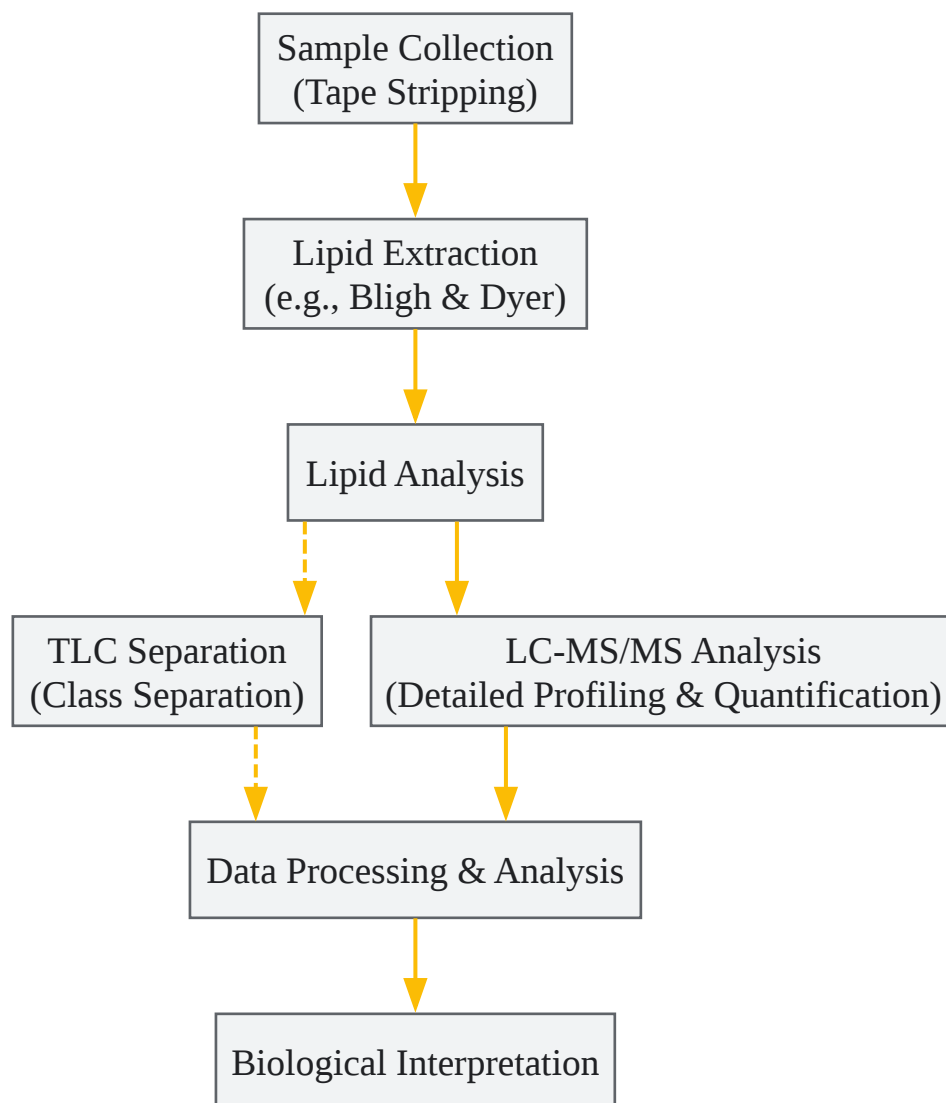 Sample Collection
(Tape Stripping)
Lipid Extraction
(e.g., Bligh & Dyer)
Lipid Analysis
TLC Separation
(Class Separation)
LC-MS/MS Analysis
(Detailed Profiling & Quantification)
Data Processing & Analysis
Biological Interpretation